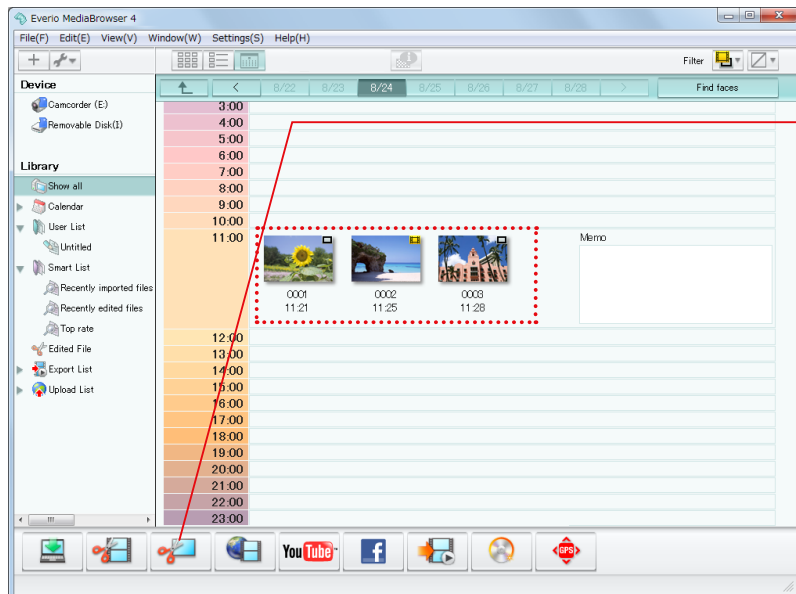 Everio MediaBrowser 4
File(F) Edit(E) View(V) Window(W) Settings(S) Help(H)
Filter
Device
Camcorder (E:)
Removable Disk(I)
Library
Show all
Calendar
User List
Untitled
Smart List
Recently imported files
Recently edited files
Top rate
Edited File
Export List
Upload List
< 8/22 8/23 8/24 8/25 8/26 8/27 8/28 > Find faces
3:00
4:00
5:00
6:00
7:00
8:00
9:00
10:00
11:00
0001 0002 0003
11:21 11:25 11:28
Memo
12:00
13:00
14:00
15:00
16:00
17:00
18:00
19:00
20:00
21:00
22:00
23:00
YouTube f GPS